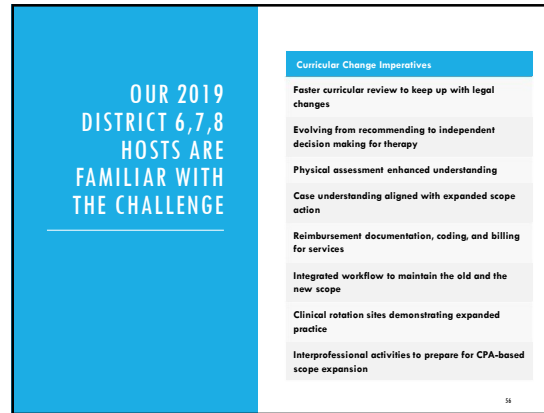 OUR 2019
DISTRICT 6,7,8
HOSTS ARE
FAMILIAR WITH
THE CHALLENGE
Curricular Change Imperatives
Faster curricular review to keep up with legal
changes
Evolving from recommending to independent
decision making for therapy
Physical assessment enhanced understanding
Case understanding aligned with expanded scope
action
Reimbursement documentation, coding, and billing
for services
Integrated workflow to maintain the old and the
new scope
Clinical rotation sites demonstrating expanded
practice
Interprofessional activities to prepare for CPA-based
scope expansion
56